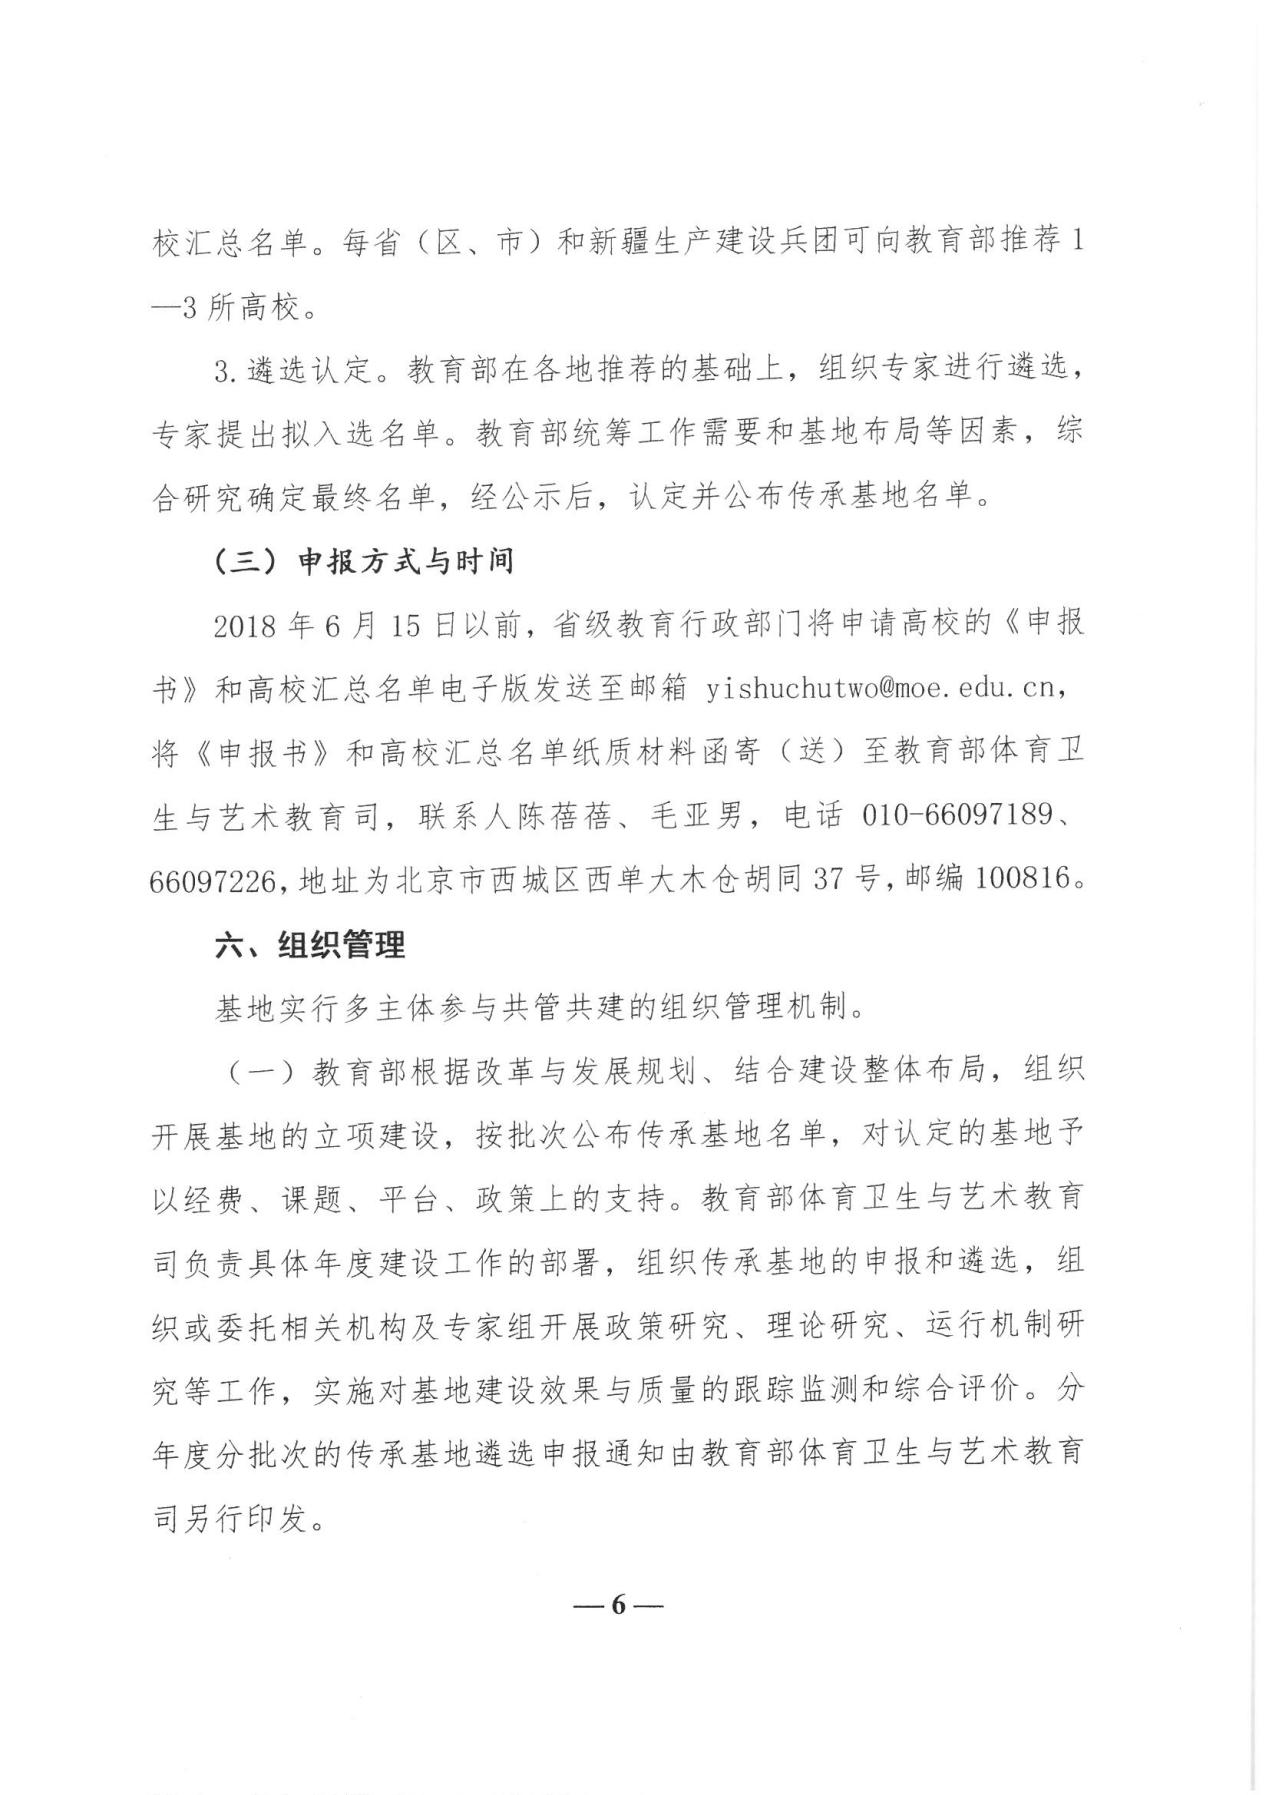 校汇总名单。每省（区、市）和新疆生产建设兵团可向教育部推荐1
—3所高校。
3.遴选认定。教育部在各地推荐的基础上，组织专家进行遴选，
专家提出拟入选名单。教育部统筹工作需要和基地布局等因素，综
合研究确定最终名单，经公示后，认定并公布传承基地名单。
（三）申报方式与时间
2018年6月15日以前，省级教育行政部门将申请高校的《申报
书》和高校汇总名单电子版发送至邮箱 yishuchutwo@moe.edu.cn，
将《申报书》和高校汇总名单纸质材料函寄（送）至教育部体育卫
生与艺术教育司，联系人陈蓓蓓、毛亚男，电话 010-66097189、
66097226，地址为北京市西城区西单大木仓胡同37号，邮编100816。
六、组织管理
基地实行多主体参与共管共建的组织管理机制。
（一）教育部根据改革与发展规划、结合建设整体布局，组织
开展基地的立项建设，按批次公布传承基地名单，对认定的基地予
以经费、课题、平台、政策上的支持。教育部体育卫生与艺术教育
司负责具体年度建设工作的部署，组织传承基地的申报和遴选，组
织或委托相关机构及专家组开展政策研究、理论研究、运行机制研
究等工作，实施对基地建设效果与质量的跟踪监测和综合评价。分
年度分批次的传承基地遴选申报通知由教育部体育卫生与艺术教育
司另行印发。
—6—